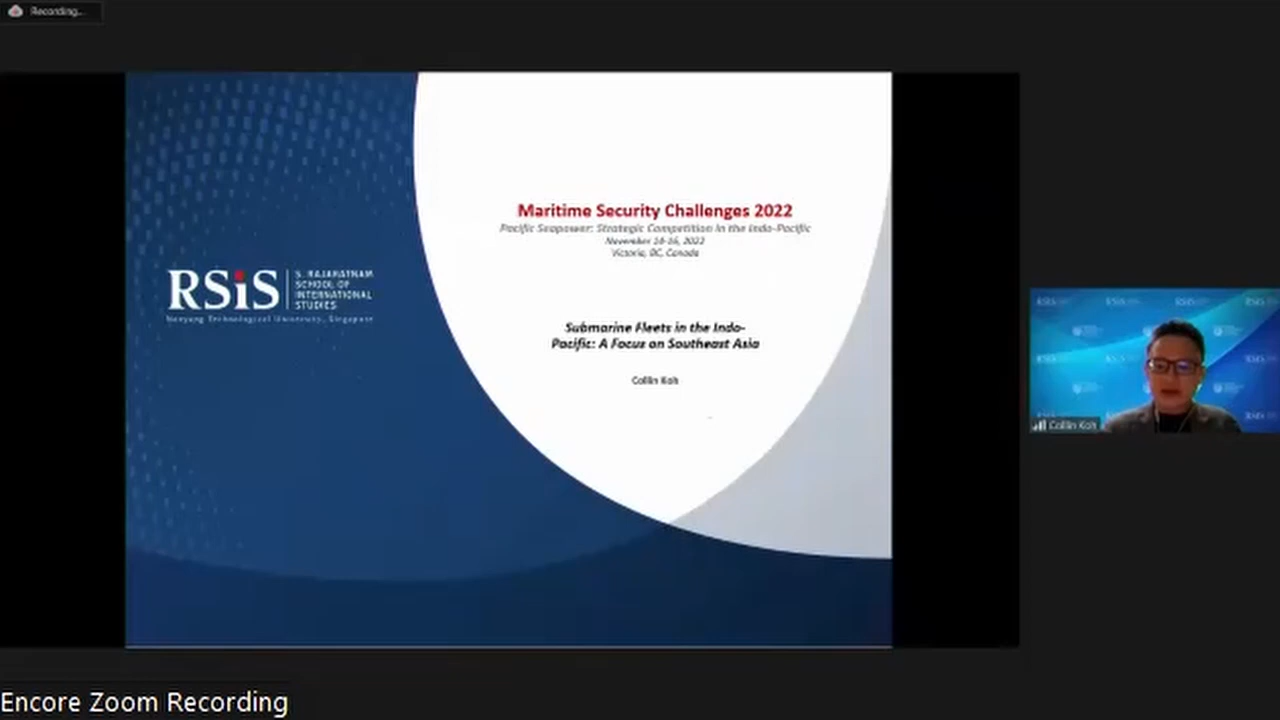 Recording...
Maritime Security Challenges 2022
Pacific Seapower: Strategic Competition in the Indo-Pacific
November 14-16, 2022
Victoria, BC, Canada
RSiS
S. RAJARATNAM
SCHOOL OF
INTERNATIONAL
STUDIES
Nanyang Technological University, Singapore
Submarine Fleets in the Indo-
Pacific: A Focus on Southeast Asia
Collin Koh
Collin Koh
Encore Zoom Recording